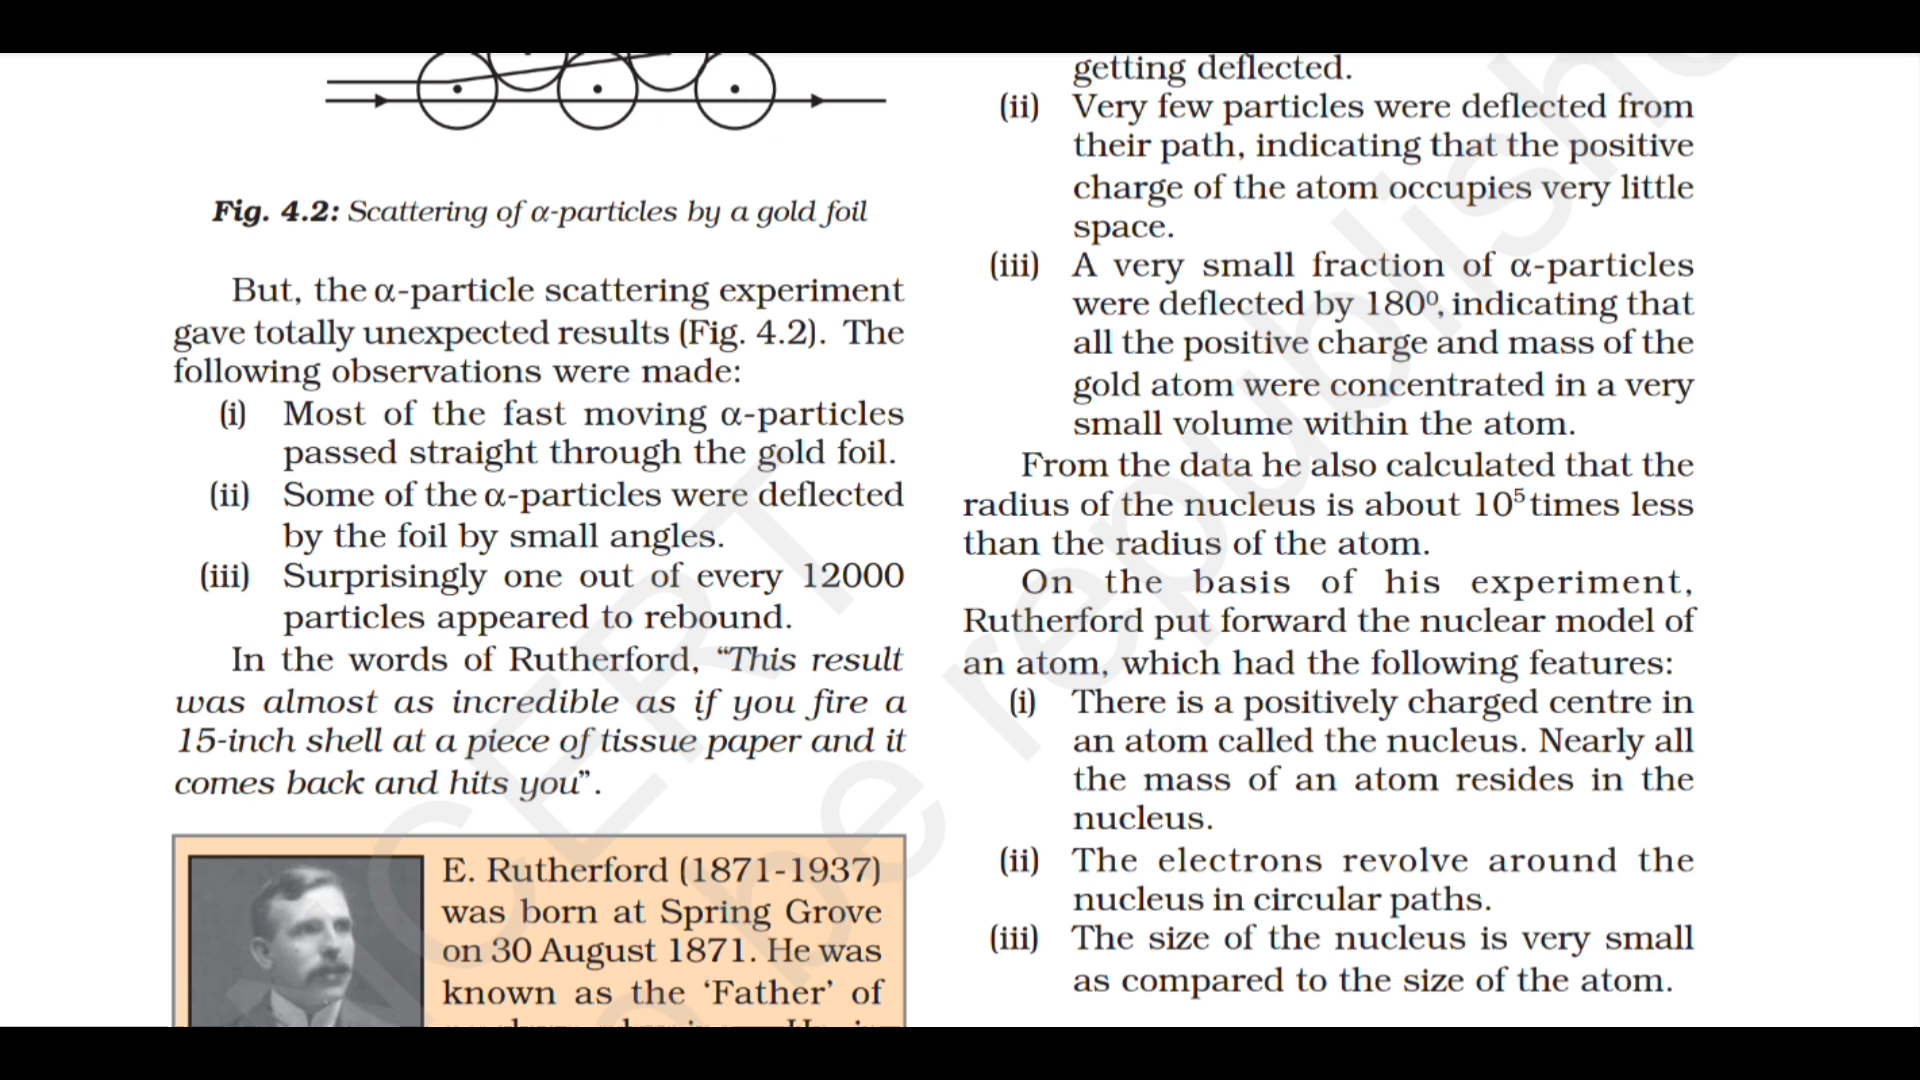 Fig. 4.2: Scattering of α-particles by a gold foil
But, the α-particle scattering experiment
gave totally unexpected results (Fig. 4.2). The
following observations were made:
(i) Most of the fast moving α-particles
passed straight through the gold foil.
(ii) Some of the α-particles were deflected
by the foil by small angles.
(iii) Surprisingly one out of every 12000
particles appeared to rebound.
In the words of Rutherford, “This result
was almost as incredible as if you fire a
15-inch shell at a piece of tissue paper and it
comes back and hits you”.
E. Rutherford (1871-1937)
was born at Spring Grove
on 30 August 1871. He was
known as the ‘Father’ of
getting deflected.
(ii) Very few particles were deflected from
their path, indicating that the positive
charge of the atom occupies very little
space.
(iii) A very small fraction of α-particles
were deflected by 180⁰, indicating that
all the positive charge and mass of the
gold atom were concentrated in a very
small volume within the atom.
From the data he also calculated that the
radius of the nucleus is about 10⁵ times less
than the radius of the atom.
On the basis of his experiment,
Rutherford put forward the nuclear model of
an atom, which had the following features:
(i) There is a positively charged centre in
an atom called the nucleus. Nearly all
the mass of an atom resides in the
nucleus.
(ii) The electrons revolve around the
nucleus in circular paths.
(iii) The size of the nucleus is very small
as compared to the size of the atom.
NCERT
be republish